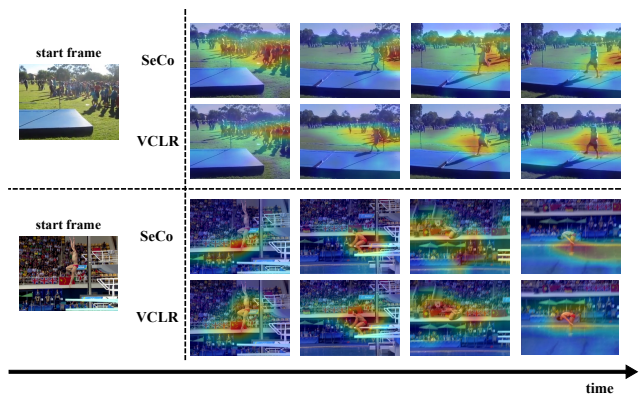 start frame
SeCo
VCLR
start frame
SeCo
VCLR
time